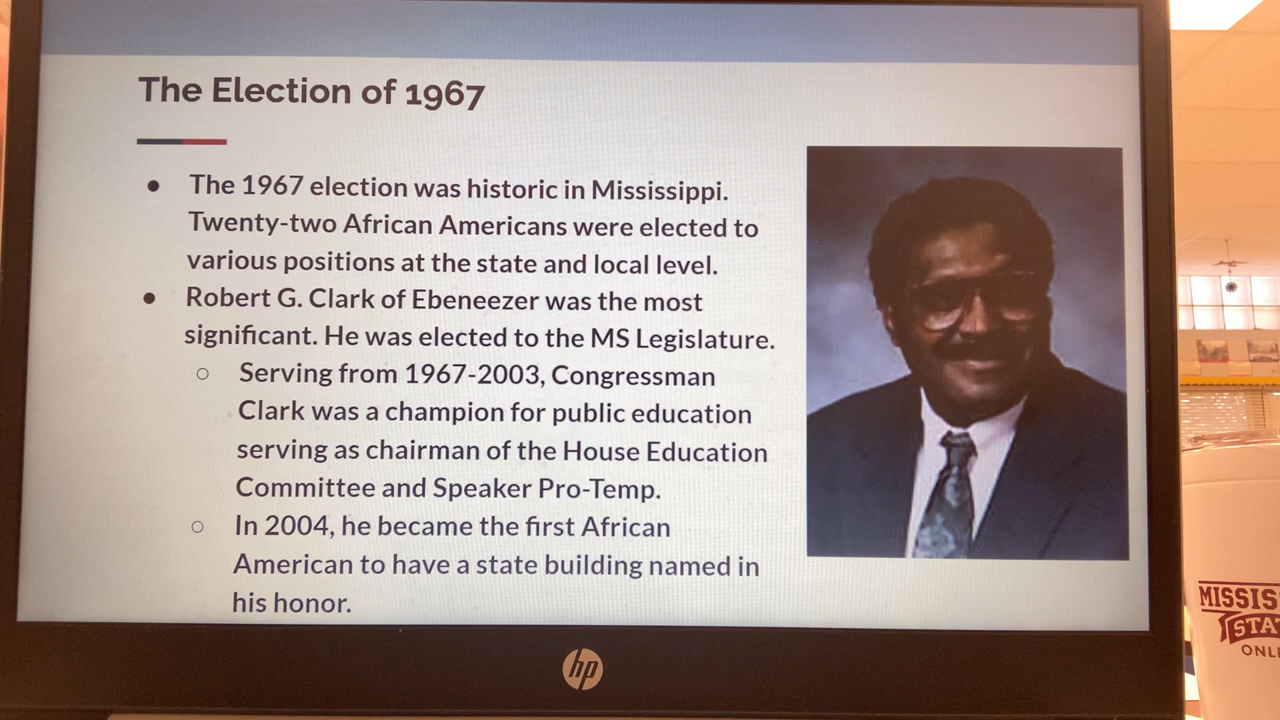 The Election of 1967
● The 1967 election was historic in Mississippi.
Twenty-two African Americans were elected to
various positions at the state and local level.
● Robert G. Clark of Ebeneezer was the most
significant. He was elected to the MS Legislature.
○ Serving from 1967-2003, Congressman
Clark was a champion for public education
serving as chairman of the House Education
Committee and Speaker Pro-Temp.
○ In 2004, he became the first African
American to have a state building named in
his honor.
hp
MISSIS
STA
ONLI